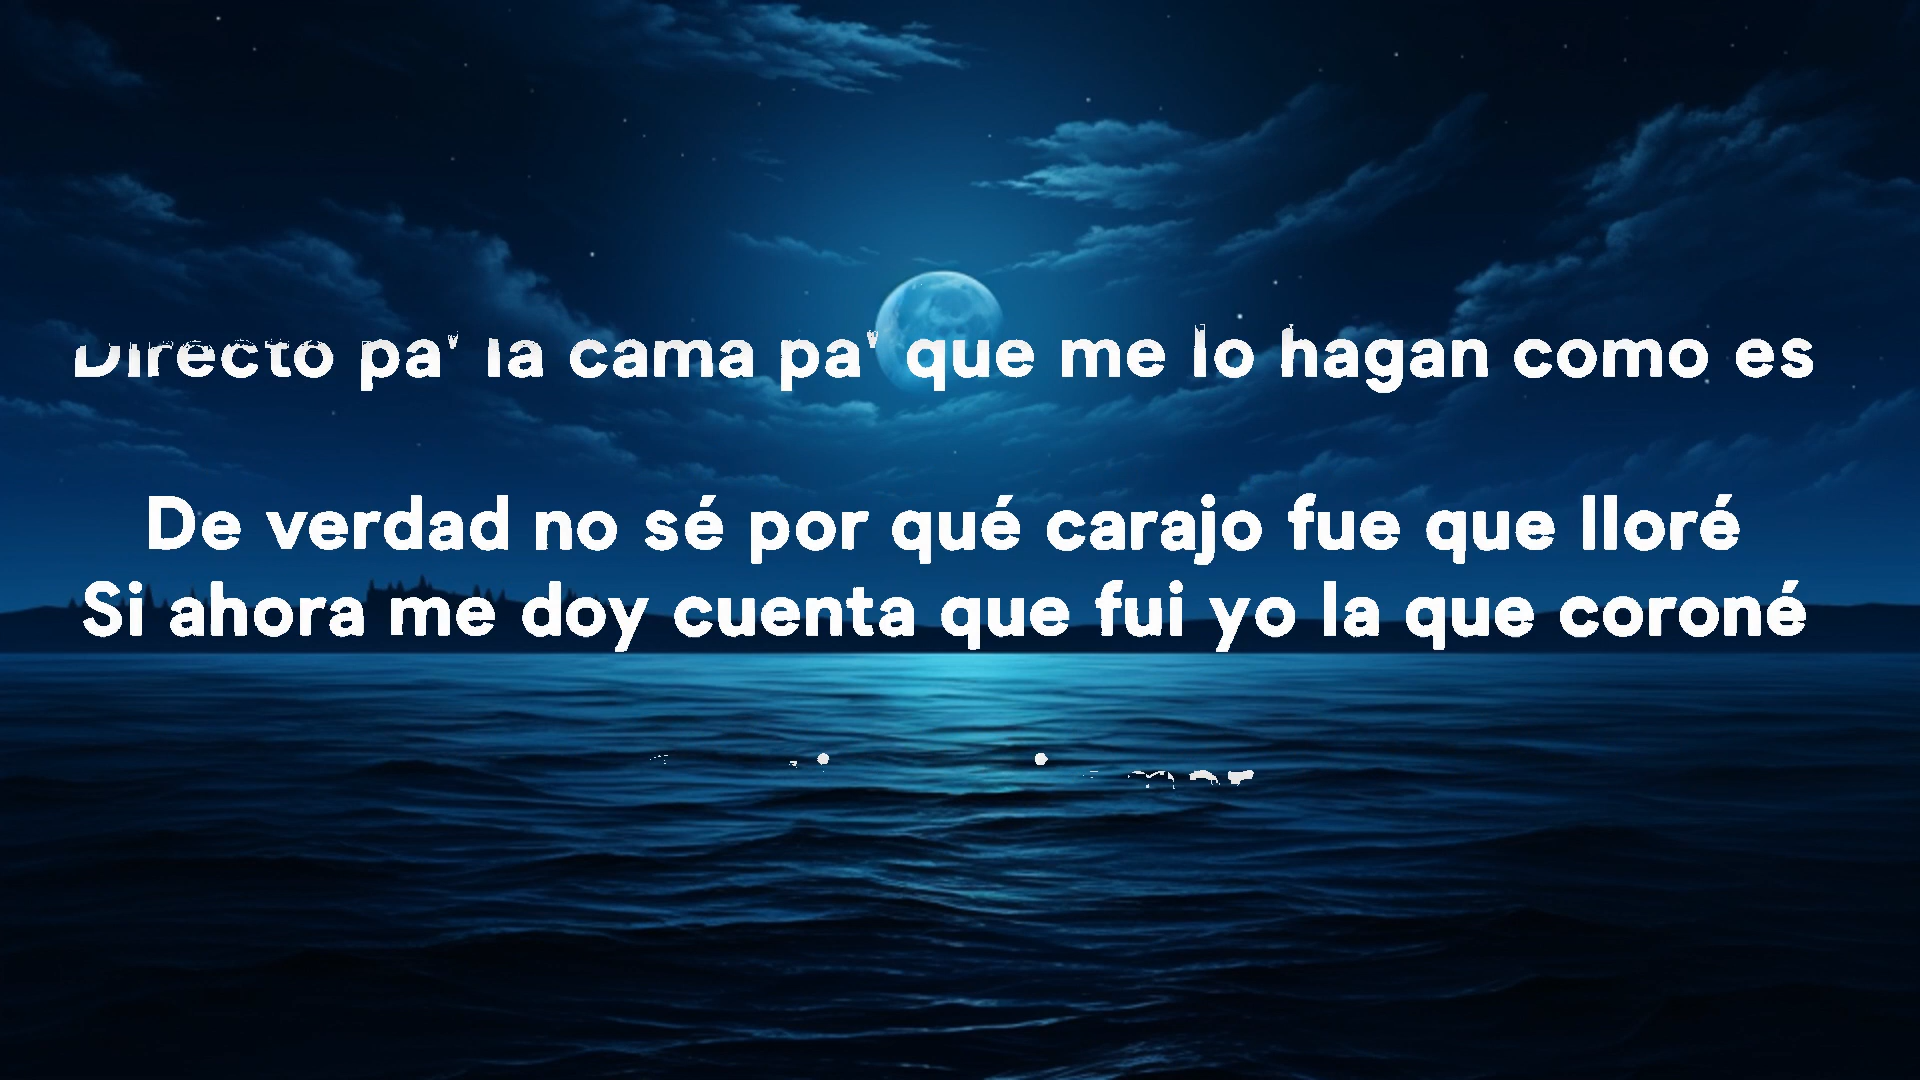 Directo pa' la cama pa' que me lo hagan como es
De verdad no sé por qué carajo fue que lloré
Si ahora me doy cuenta que fui yo la que coroné